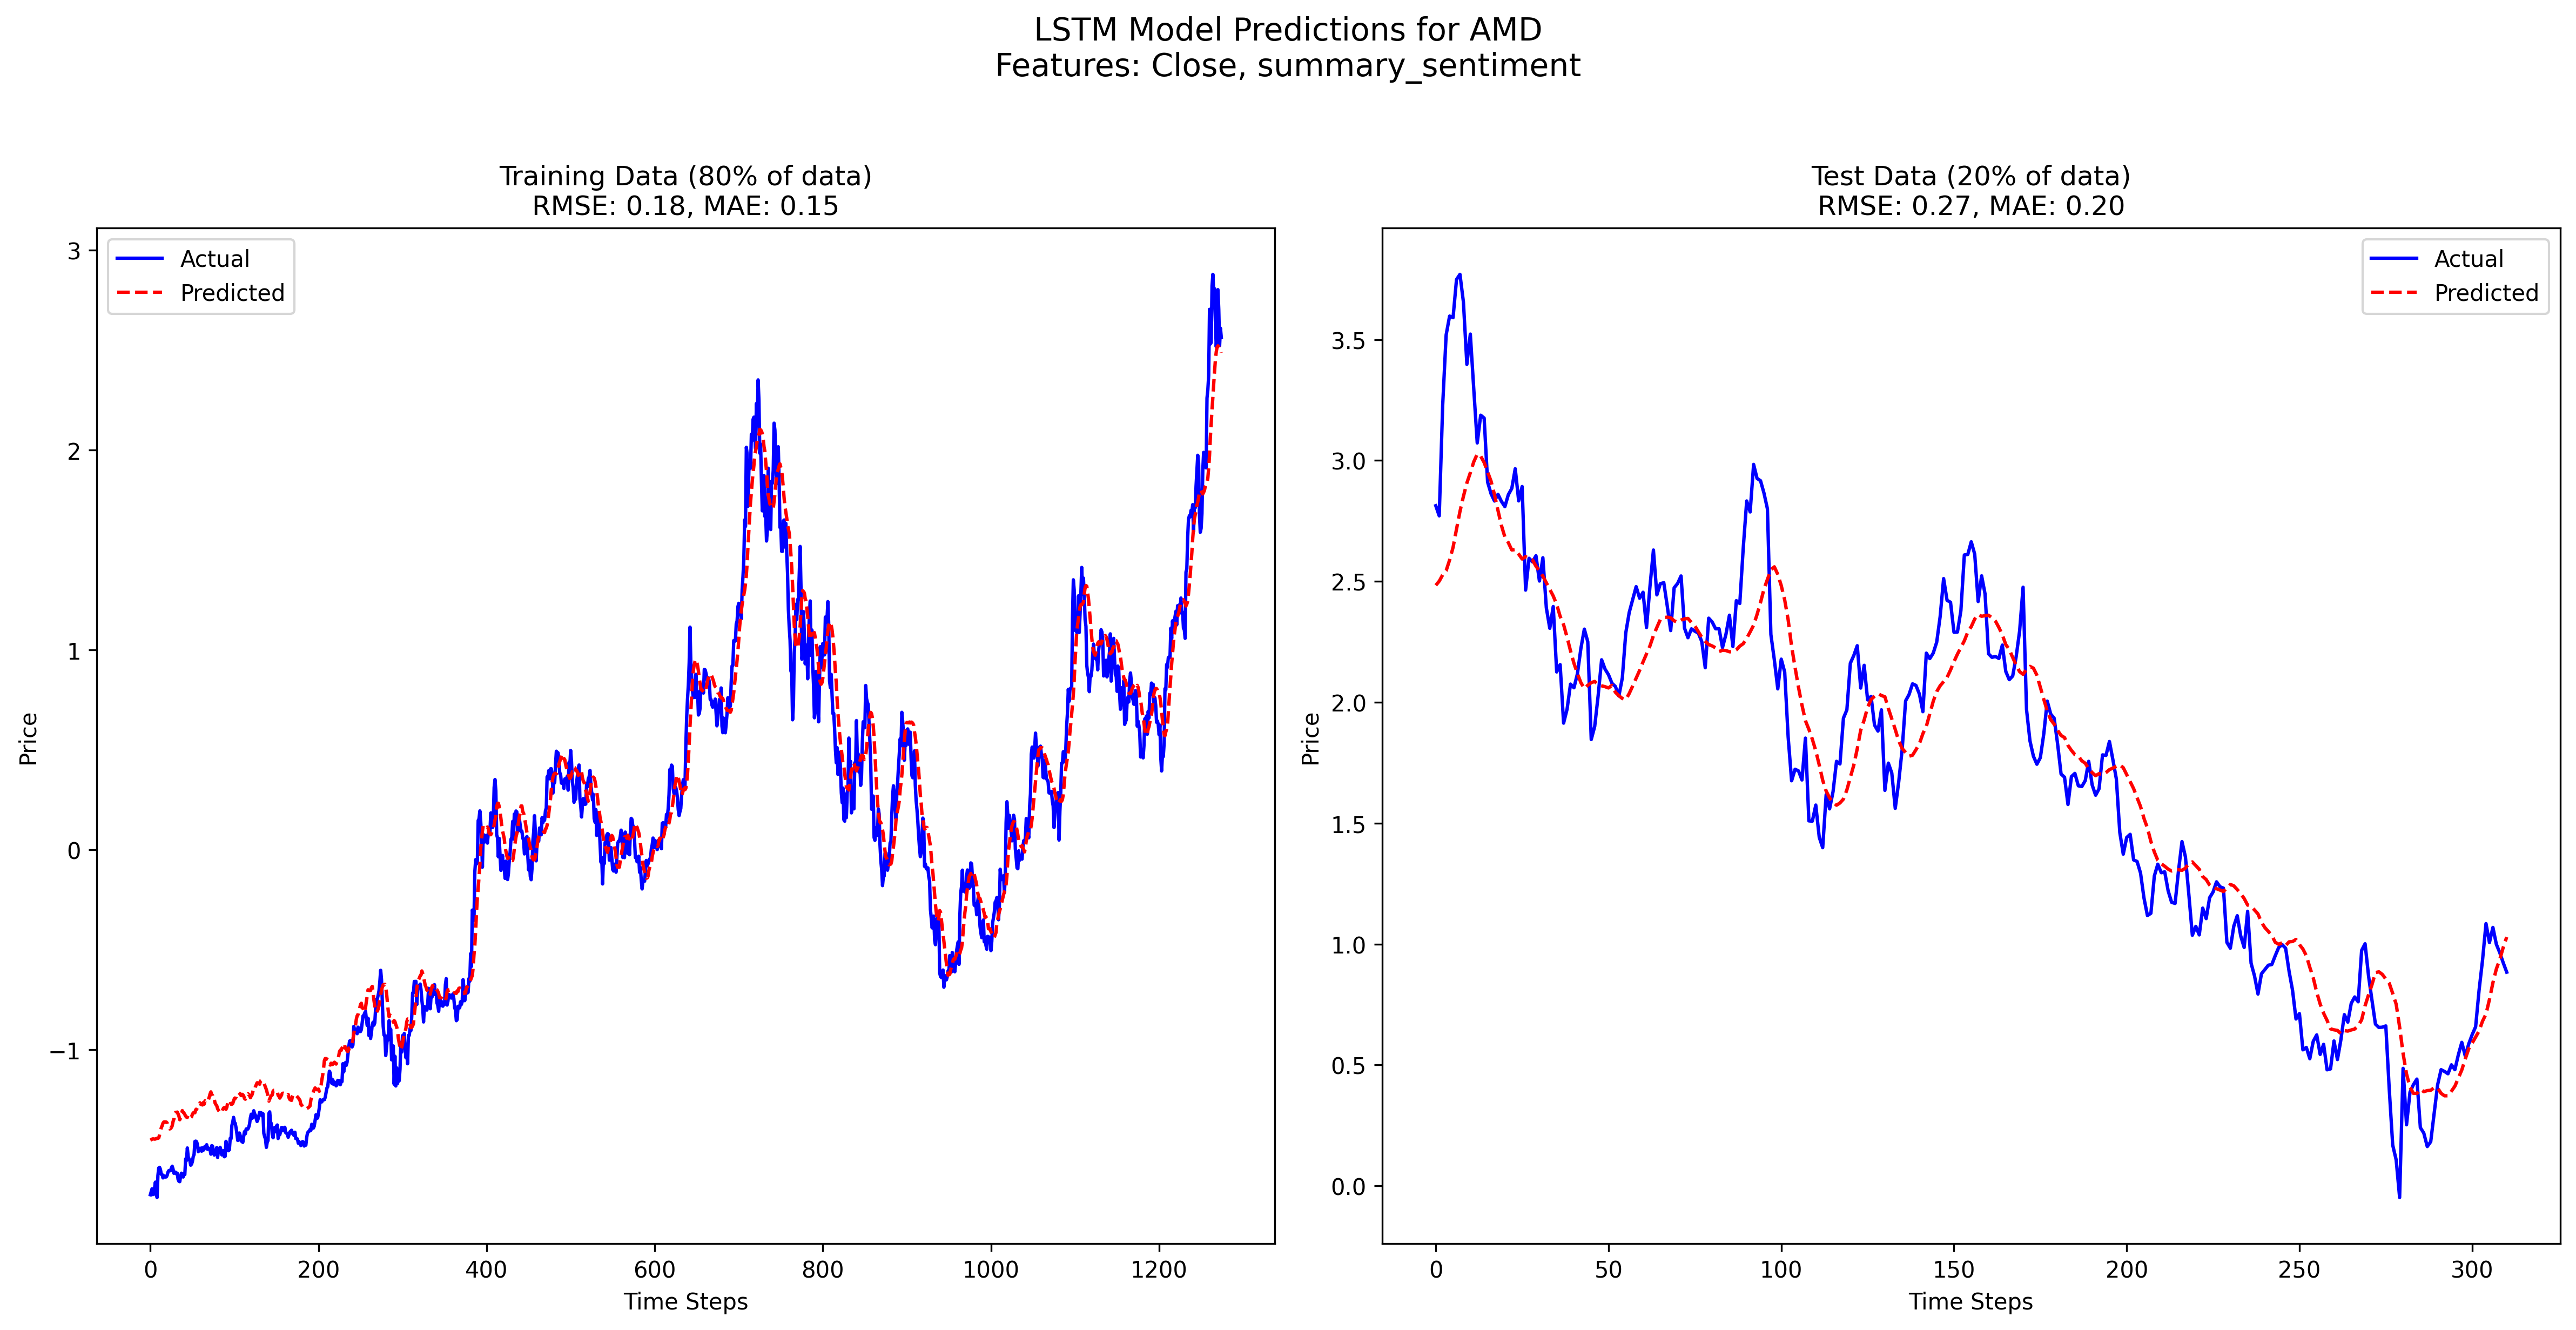 LSTM Model Predictions for AMD
Features: Close, summary_sentiment
Training Data (80% of data)
RMSE: 0.18, MAE: 0.15
Actual
Predicted
3
2
1
0
−1
Price
0
200
400
600
800
1000
1200
Time Steps
Test Data (20% of data)
RMSE: 0.27, MAE: 0.20
Actual
Predicted
3.5
3.0
2.5
2.0
1.5
1.0
0.5
0.0
Price
0
50
100
150
200
250
300
Time Steps